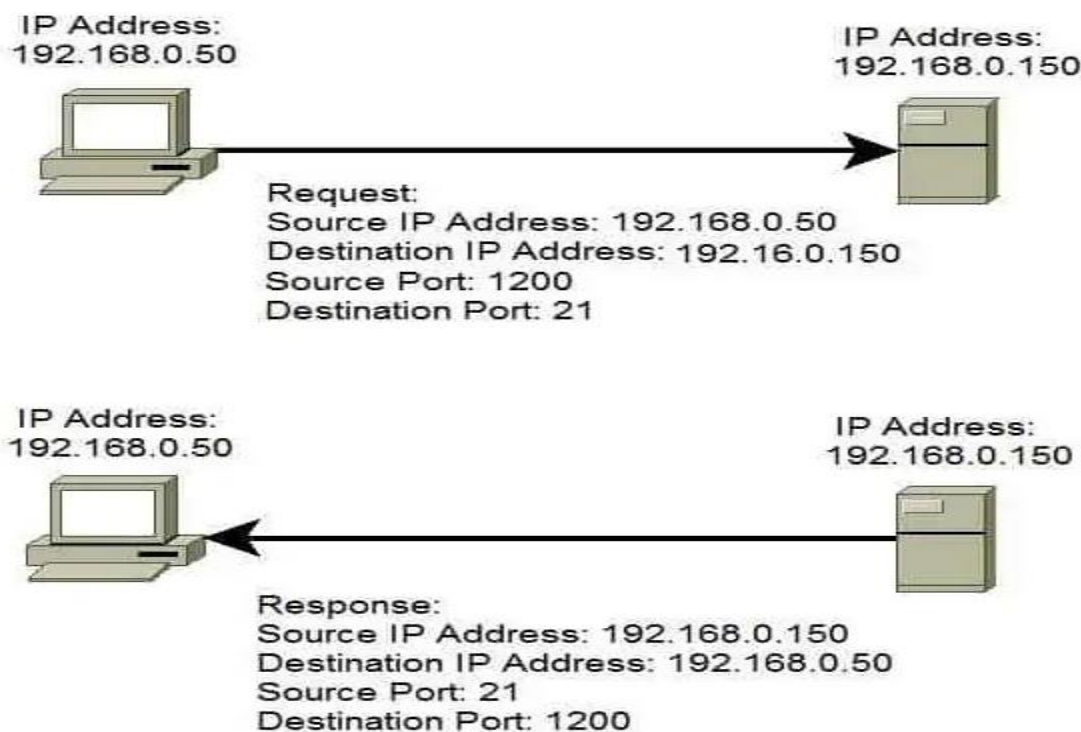 IP Address:
192.168.0.50
IP Address:
192.168.0.150
Request:
Source IP Address: 192.168.0.50
Destination IP Address: 192.16.0.150
Source Port: 1200
Destination Port: 21
IP Address:
192.168.0.50
IP Address:
192.168.0.150
Response:
Source IP Address: 192.168.0.150
Destination IP Address: 192.168.0.50
Source Port: 21
Destination Port: 1200